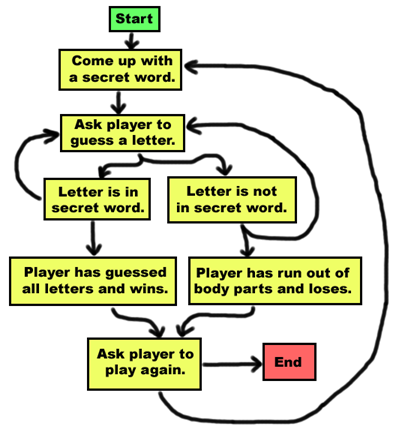 Start
Come up with
a secret word.
Ask player to
guess a letter.
Letter is in
secret word.
Letter is not
in secret word.
Player has guessed
all letters and wins.
Player has run out of
body parts and loses.
Ask player to
play again.
End